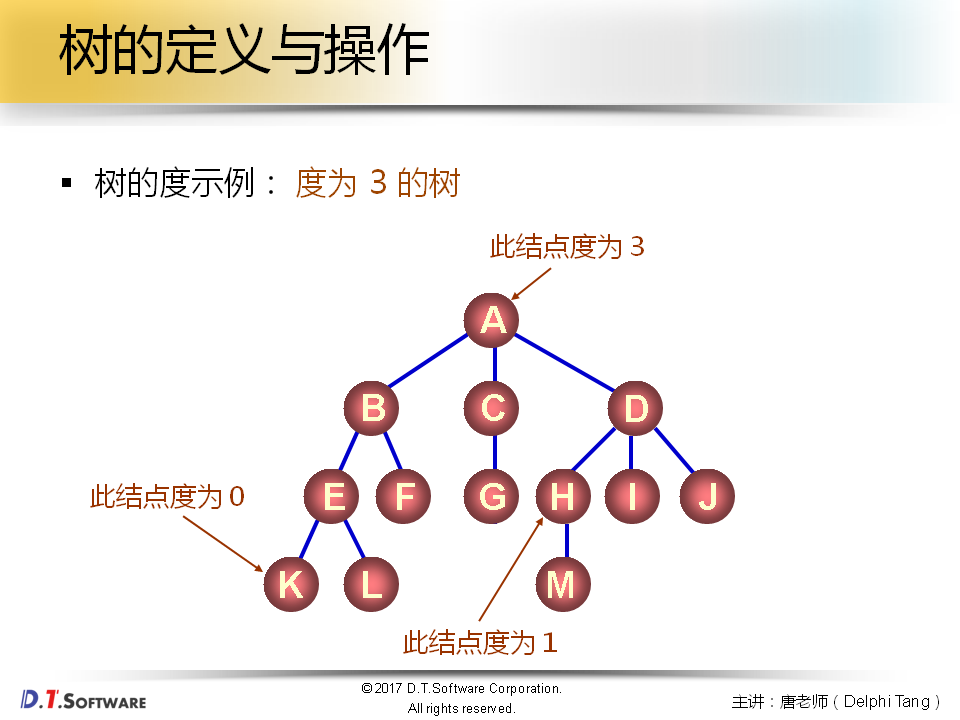 树的定义与操作
树的度示例： 度为 3 的树
此结点度为 3
A
B C D
此结点度为 0
E F G H I J
K L M
此结点度为 1
©2017 D.T.Software Corporation.
D.T.SOFTWARE
All rights reserved.
主讲：唐老师（Delphi Tang）